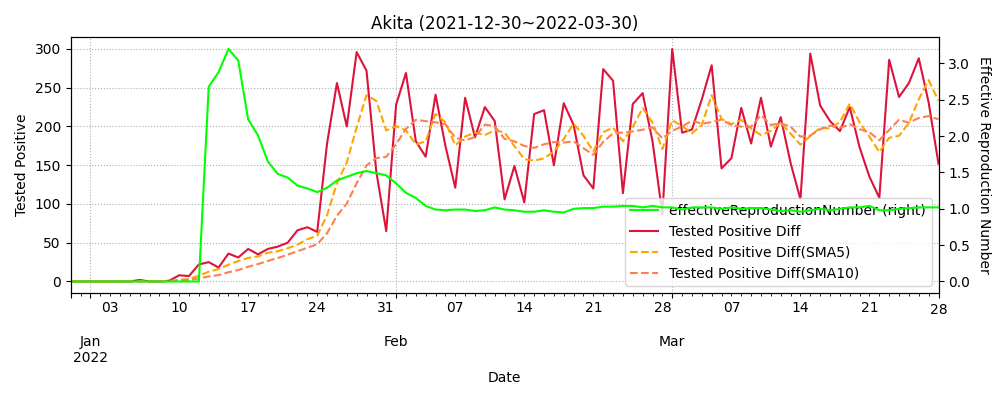 Akita (2021-12-30~2022-03-30)
Tested Positive
300
250
200
150
100
50
0
3.0
2.5
2.0
1.5
1.0
0.5
0.0
Effective Reproduction Number
effectiveReproductionNumber (right)
Tested Positive Diff
Tested Positive Diff(SMA5)
Tested Positive Diff(SMA10)
03 10 17 24 31 07 14 21 28 07 14 21 28
Jan Feb Mar
2022
Date